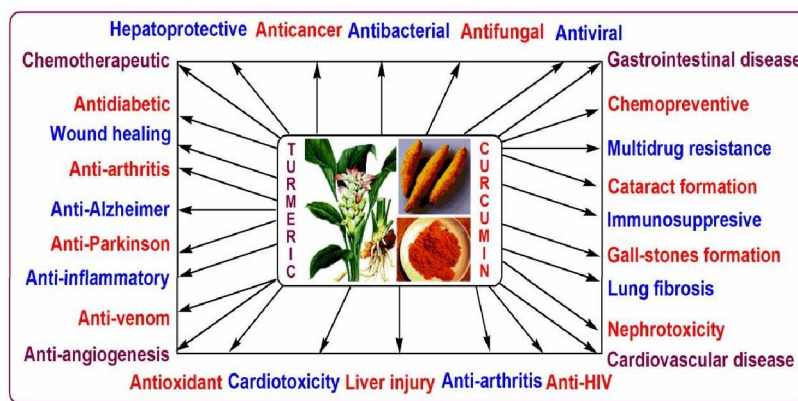 Hepatoprotective Anticancer Antibacterial Antifungal Antiviral
Chemotherapeutic
Gastrointestinal disease
Antidiabetic
Chemopreventive
Wound healing
Multidrug resistance
Anti-arthritis
Cataract formation
Anti-Alzheimer
Immunosuppresive
Anti-Parkinson
Gall-stones formation
Anti-inflammatory
Lung fibrosis
Anti-venom
Nephrotoxicity
Anti-angiogenesis
Cardiovascular disease
TURMERIC
CURCUMIN
Antioxidant Cardiotoxicity Liver injury Anti-arthritis Anti-HIV